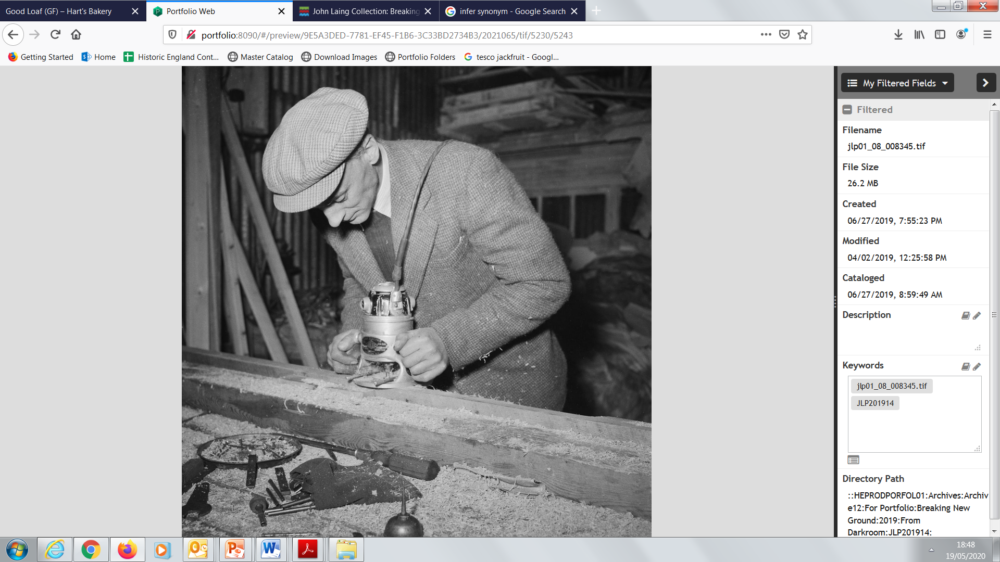 Good Loaf (GF) – Hart's Bakery
Portfolio Web
John Laing Collection: Breaking
infer synonym - Google Search
portfolio:8090/#/preview/9E5A3DED-7781-EF45-F1B6-3C33BD2734B3/2021065/tif/5230/5243
Getting Started
Home
Historic England Cont...
Master Catalog
Download Images
Portfolio Folders
tesco jackfruit - Googl...
My Filtered Fields
Filtered
Filename
jlp01_08_008345.tif
File Size
26.2 MB
Created
06/27/2019, 7:55:23 PM
Modified
04/02/2019, 12:25:58 PM
Cataloged
06/27/2019, 8:59:49 AM
Description
Keywords
jlp01_08_008345.tif
JLP201914
Directory Path
::HEPRODPORFOL01:Archives:Archiv
e12:For Portfolio:Breaking New
Ground:2019:From
Darkroom:JLP201914:
18:48
19/05/2020